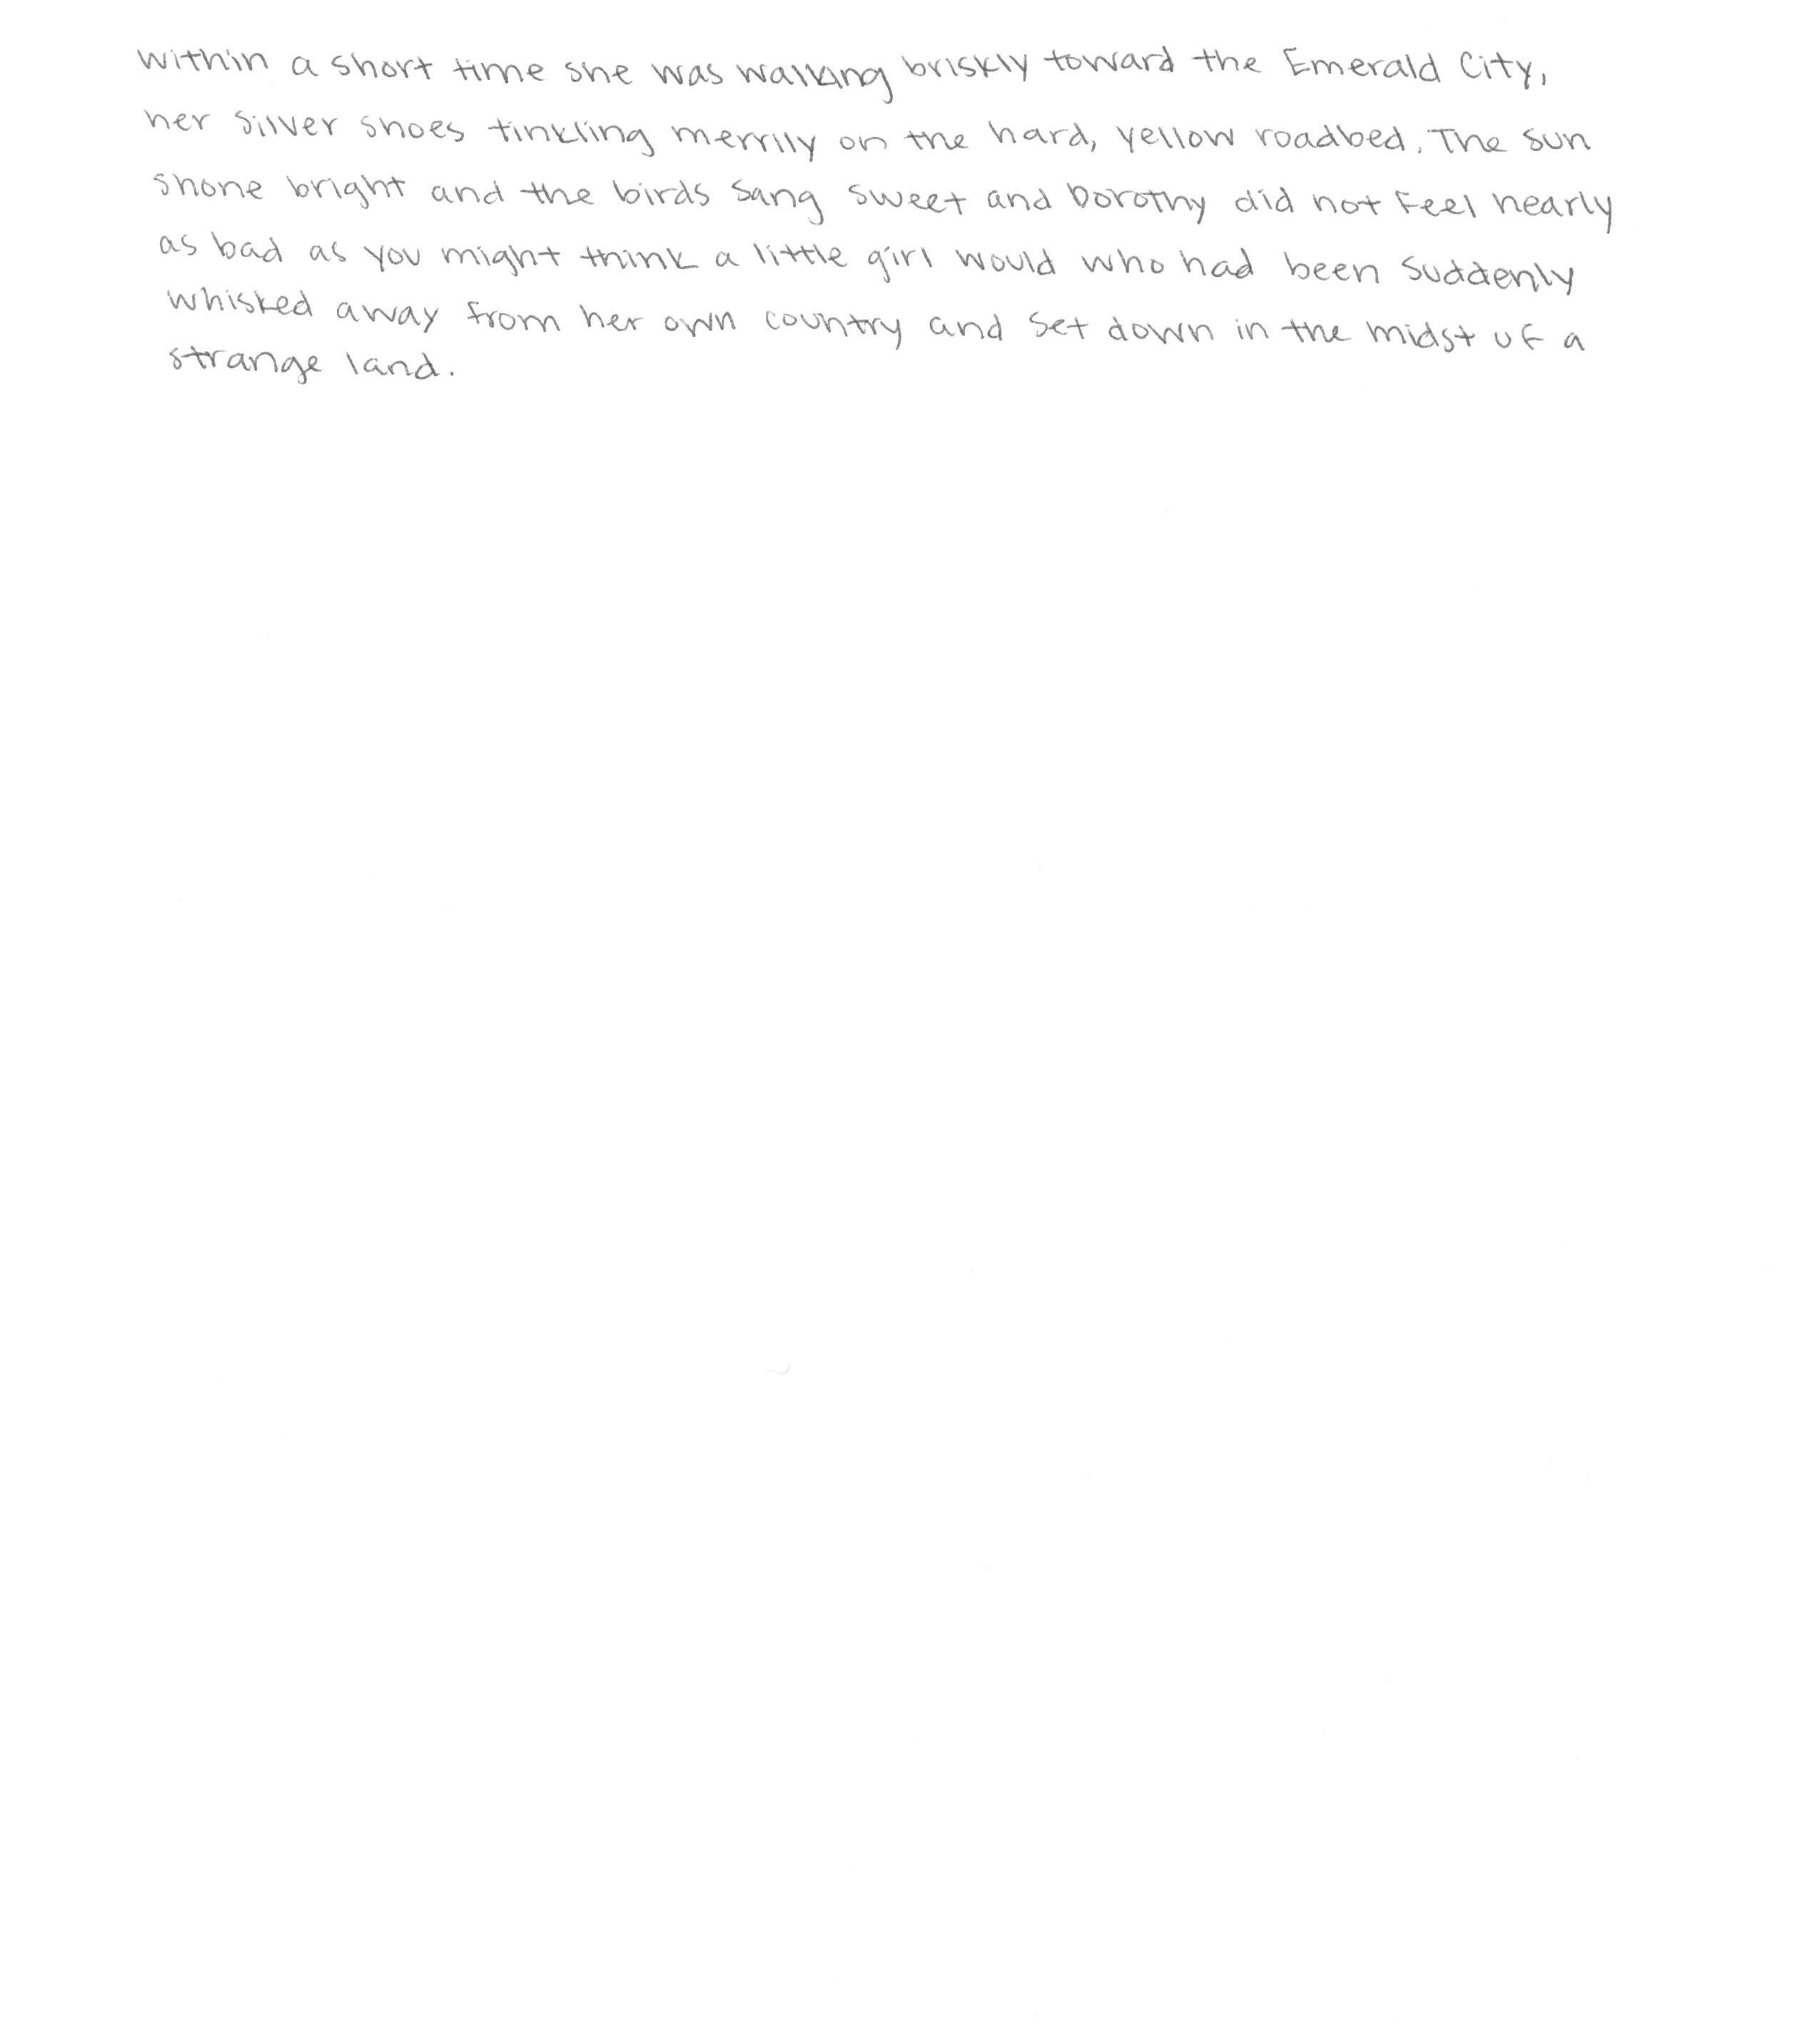 Within a short time she was walking briskly toward the Emerald City,
her Silver shoes tinkling merrily on the hard, yellow roadbed. The sun
shone bright and the birds sang sweet and Dorothy did not feel nearly
as bad as you might think a little girl would who had been suddenly
whisked away from her own country and set down in the midst of a
strange land.